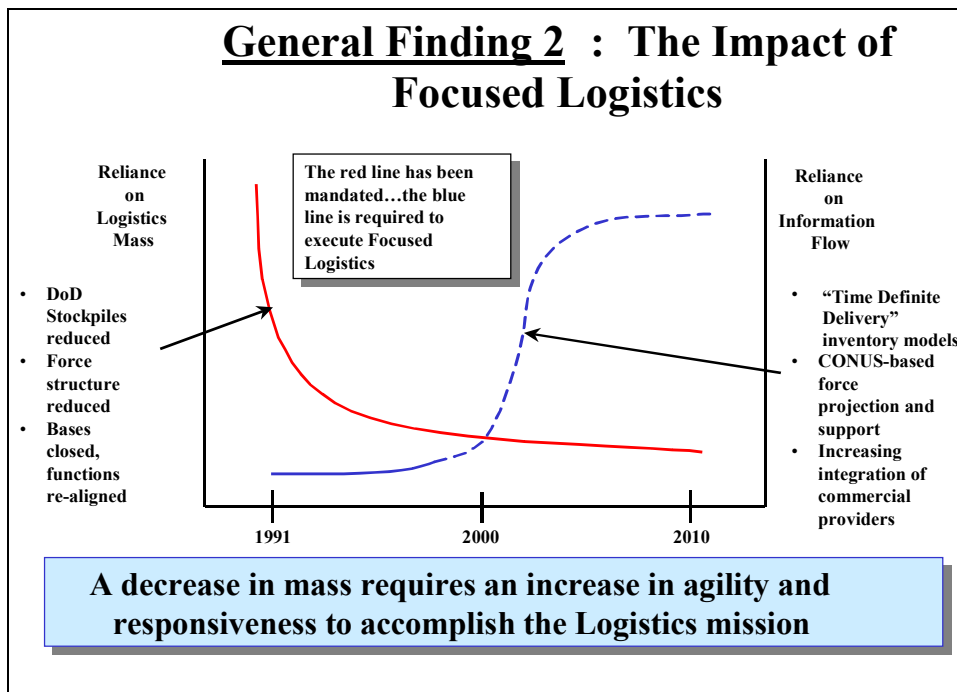 General Finding 2 : The Impact of
Focused Logistics
Reliance
on
Logistics
Mass
• DoD
Stockpiles
reduced
• Force
structure
reduced
• Bases
closed,
functions
re-aligned
The red line has been
mandated…the blue
line is required to
execute Focused
Logistics
Reliance
on
Information
Flow
• “Time Definite
Delivery”
inventory models
• CONUS-based
force
projection and
support
• Increasing
integration of
commercial
providers
1991
2000
2010
A decrease in mass requires an increase in agility and
responsiveness to accomplish the Logistics mission